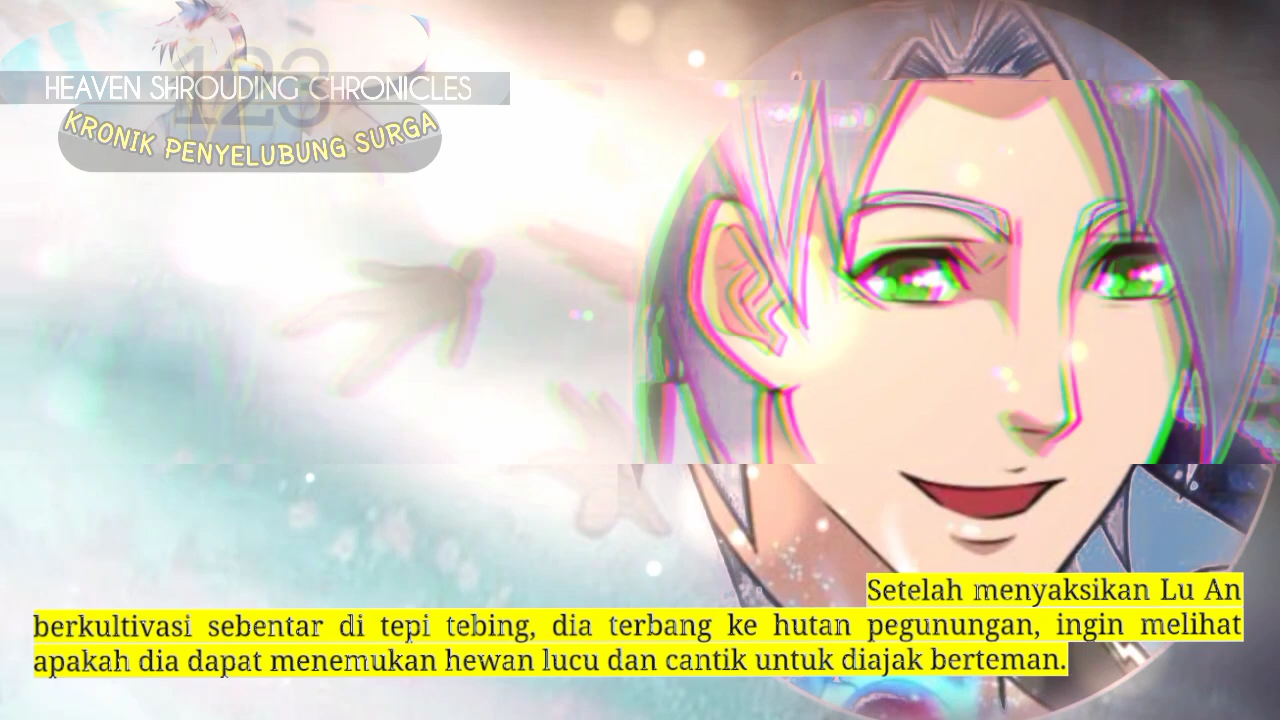 123
HEAVEN SHROUDING CHRONICLES
KRONIK PENYELUBUNG SURGA
Setelah menyaksikan Lu An
berkultivasi sebentar di tepi tebing, dia terbang ke hutan pegunungan, ingin melihat
apakah dia dapat menemukan hewan lucu dan cantik untuk diajak berteman.